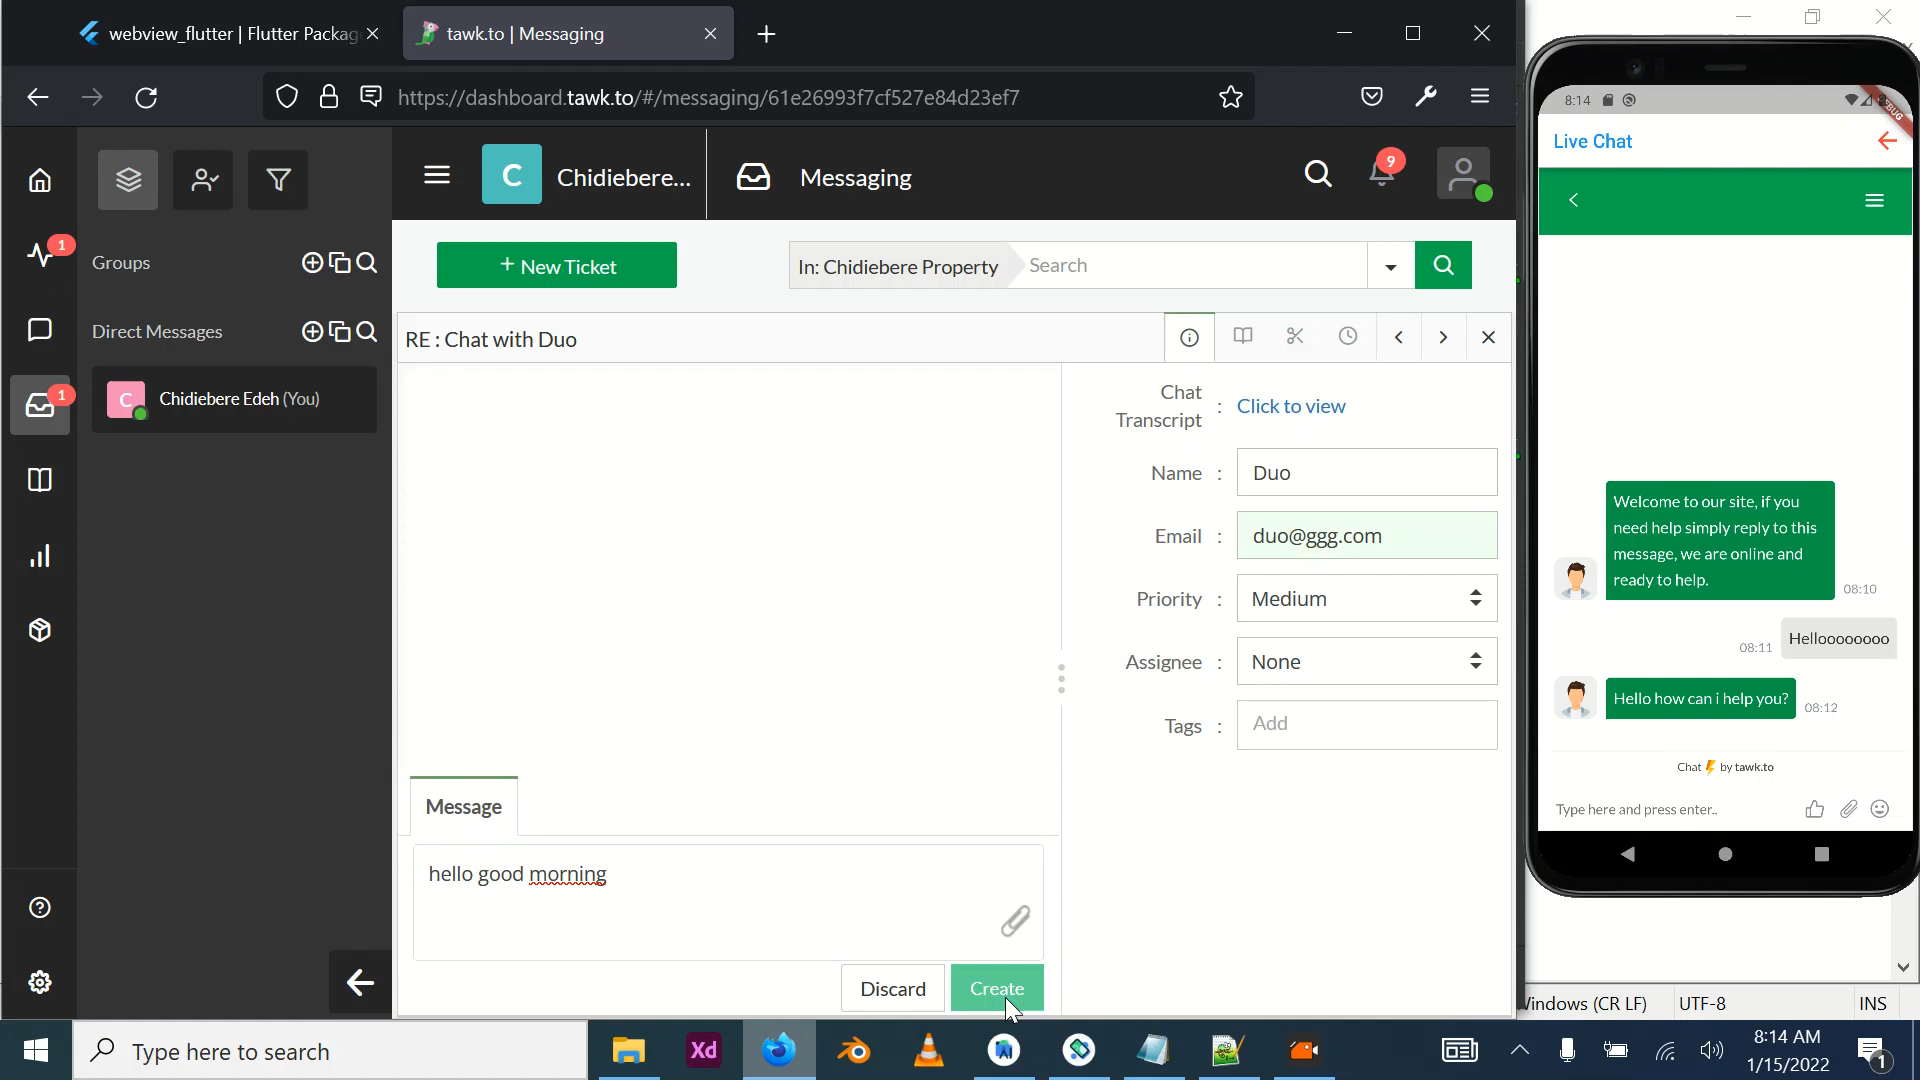 webview_flutter | Flutter Packag
tawk.to | Messaging
https://dashboard.tawk.to/#/messaging/61e26993f7cf527e84d23ef7
C
Chidiebere...
Messaging
9
1
1
Groups
Direct Messages
C
Chidiebere Edeh (You)
+ New Ticket
In: Chidiebere Property
Search
RE : Chat with Duo
Chat
Transcript
:
Click to view
Name : Duo
Email : duo@ggg.com
Priority : Medium
Assignee : None
Tags : Add
Message
hello good morning
Discard
Create
8:14
DEBUG
Live Chat
Welcome to our site, if you
need help simply reply to this
message, we are online and
ready to help.
08:10
Helloooooooo
08:11
Hello how can i help you?
08:12
Chat by tawk.to
Type here and press enter..
Windows (CR LF)
UTF-8
INS
Type here to search
Xd
8:14 AM
1/15/2022
1